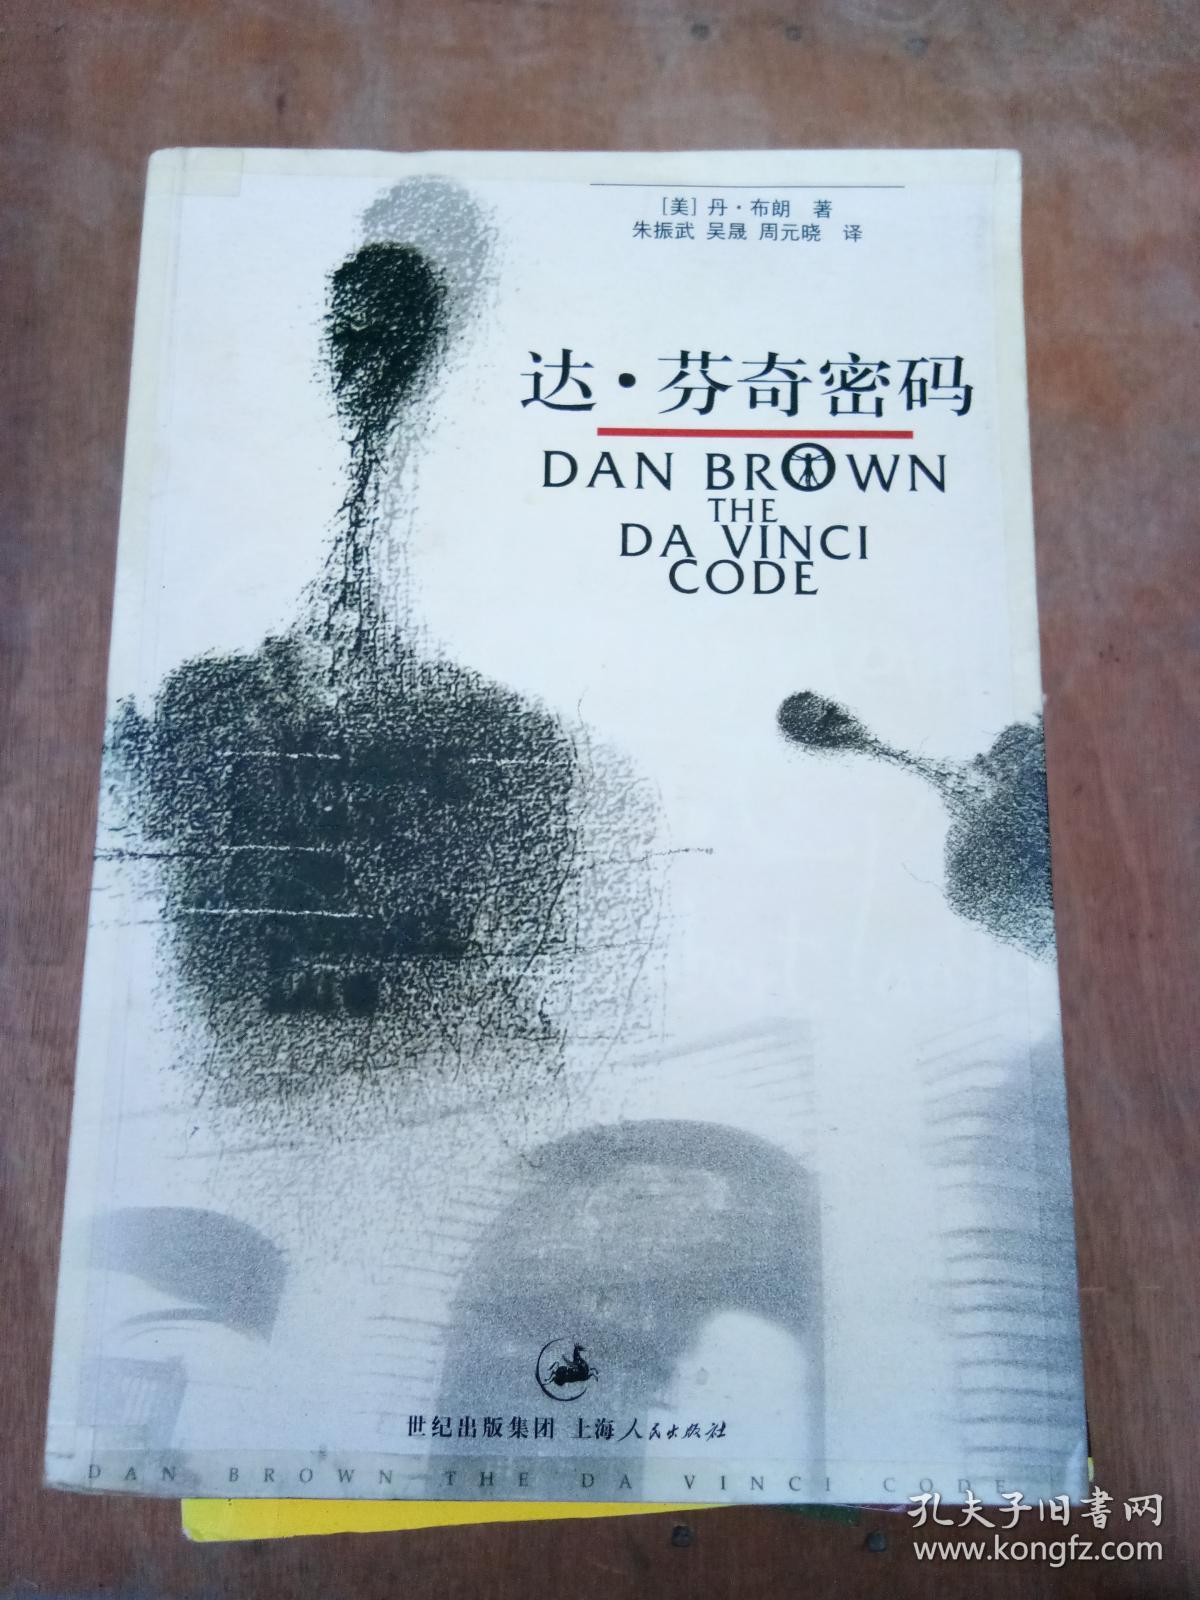 [美] 丹·布朗 著
朱振武 吴晟 周元晓 译
达·芬奇密码
DAN BROWN
THE
DA VINCI
CODE
世纪出版集团 上海人民出版社
DAN BROWN THE DA VINCI CODE
孔夫子旧书网
www.kongfz.com